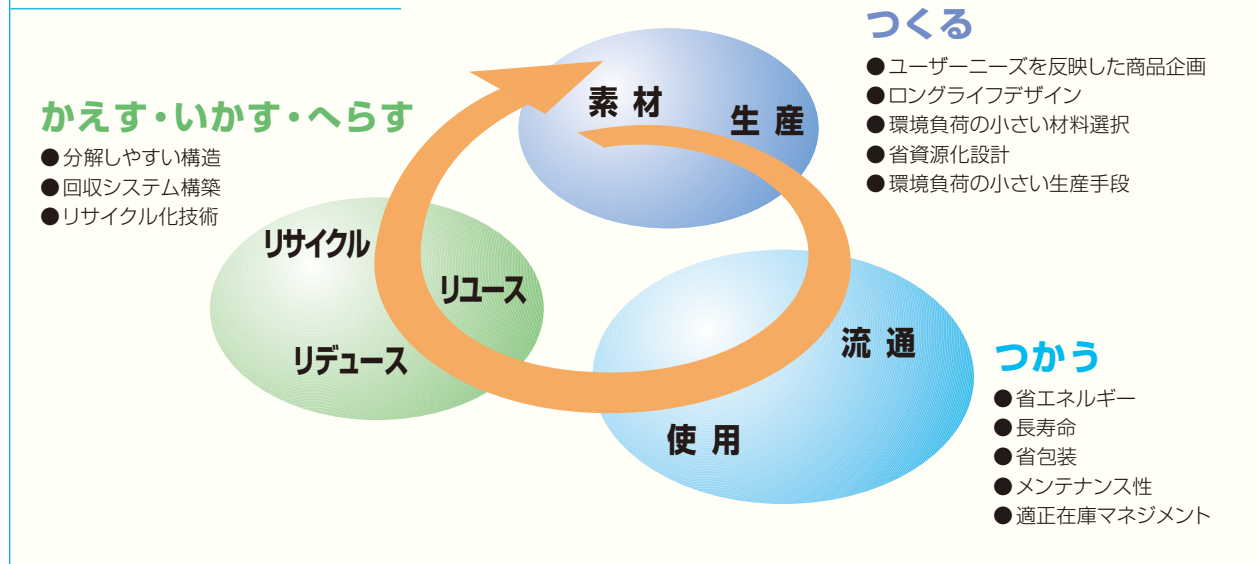 つくる
●ユーザーニーズを反映した商品企画
●ロングライフデザイン
●環境負荷の小さい材料選択
●省資源化設計
●環境負荷の小さい生産手段
素材
生産
かえす・いかす・へらす
●分解しやすい構造
●回収システム構築
●リサイクル化技術
リサイクル
リユース
リデュース
流通
使用
つかう
●省エネルギー
●長寿命
●省包装
●メンテナンス性
●適正在庫マネジメント